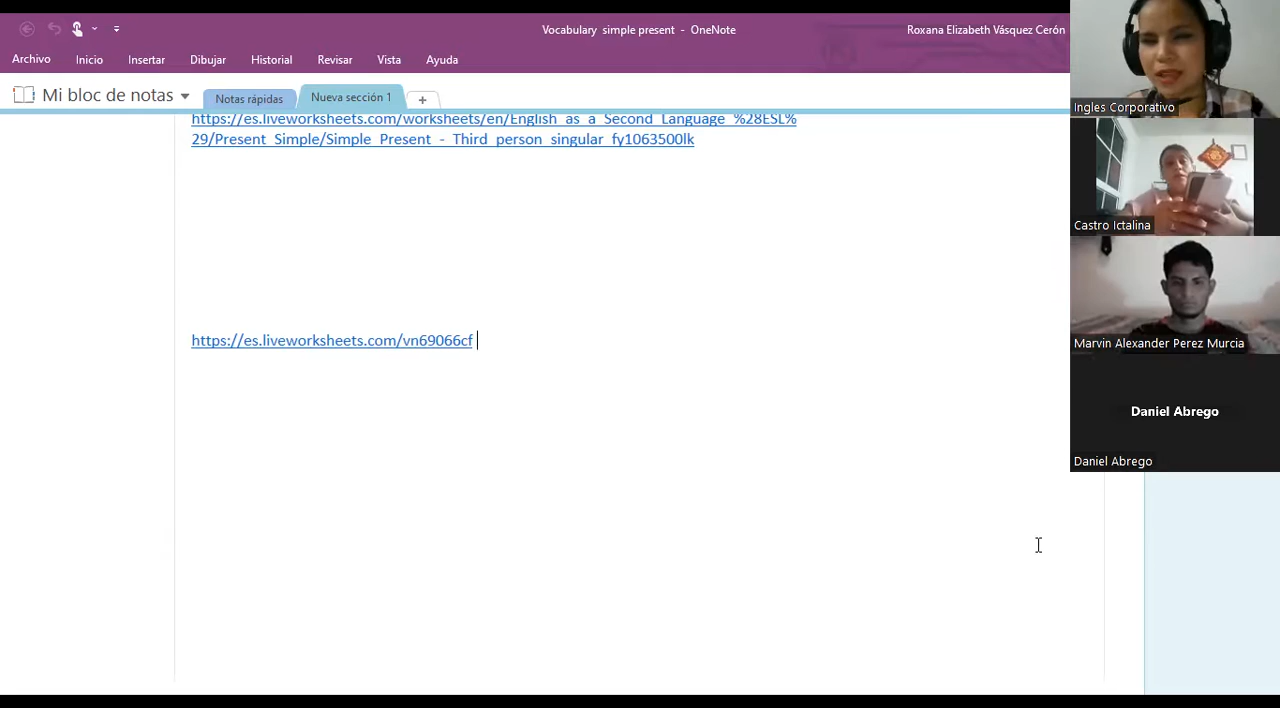 Vocabulary simple present - OneNote
Roxana Elizabeth Vásquez Cerón
Archivo Inicio Insertar Dibujar Historial Revisar Vista Ayuda
Mi bloc de notas Notas rápidas Nueva sección 1 +
https://es.liveworksheets.com/worksheets/en/English_as_a_Second_Language_%28ESL%
29/Present_Simple/Simple_Present_-_Third_person_singular_fy1063500lk
https://es.liveworksheets.com/vn69066cf
Ingles Corporativo
Castro Ictalina
Marvin Alexander Perez Murcia
Daniel Abrego
Daniel Abrego